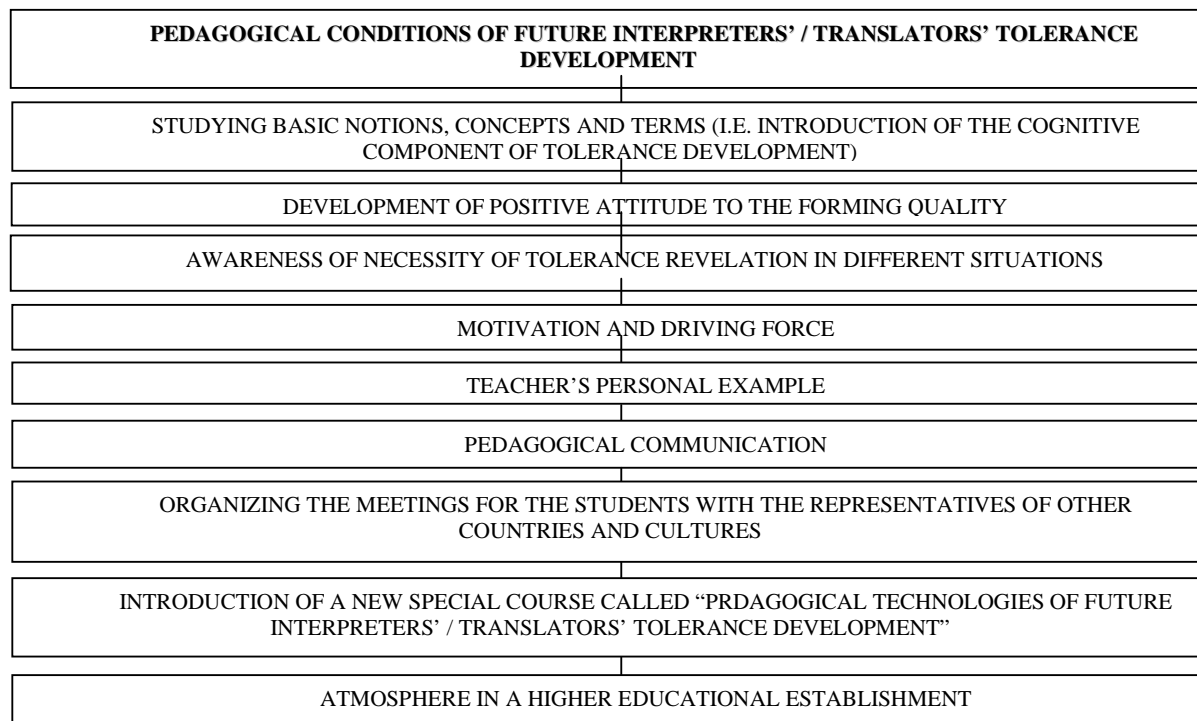 PEDAGOGICAL CONDITIONS OF FUTURE INTERPRETERS’ / TRANSLATORS’ TOLERANCE
DEVELOPMENT
STUDYING BASIC NOTIONS, CONCEPTS AND TERMS (I.E. INTRODUCTION OF THE COGNITIVE
COMPONENT OF TOLERANCE DEVELOPMENT)
DEVELOPMENT OF POSITIVE ATTITUDE TO THE FORMING QUALITY
AWARENESS OF NECESSITY OF TOLERANCE REVELATION IN DIFFERENT SITUATIONS
MOTIVATION AND DRIVING FORCE
TEACHER’S PERSONAL EXAMPLE
PEDAGOGICAL COMMUNICATION
ORGANIZING THE MEETINGS FOR THE STUDENTS WITH THE REPRESENTATIVES OF OTHER
COUNTRIES AND CULTURES
INTRODUCTION OF A NEW SPECIAL COURSE CALLED “PRDAGOGICAL TECHNOLOGIES OF FUTURE
INTERPRETERS’ / TRANSLATORS’ TOLERANCE DEVELOPMENT”
ATMOSPHERE IN A HIGHER EDUCATIONAL ESTABLISHMENT